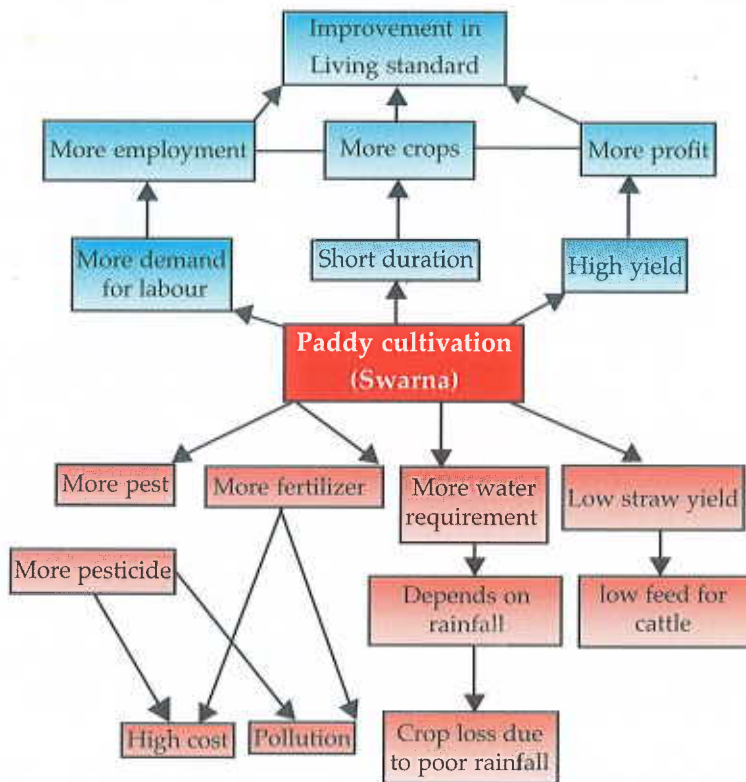 Improvement in
Living standard
More employment
More crops
More profit
More demand
for labour
Short duration
High yield
Paddy cultivation
(Swarna)
More pest
More fertilizer
More water
requirement
Low straw yield
More pesticide
Depends on
rainfall
low feed for
cattle
High cost
Pollution
Crop loss due
to poor rainfall